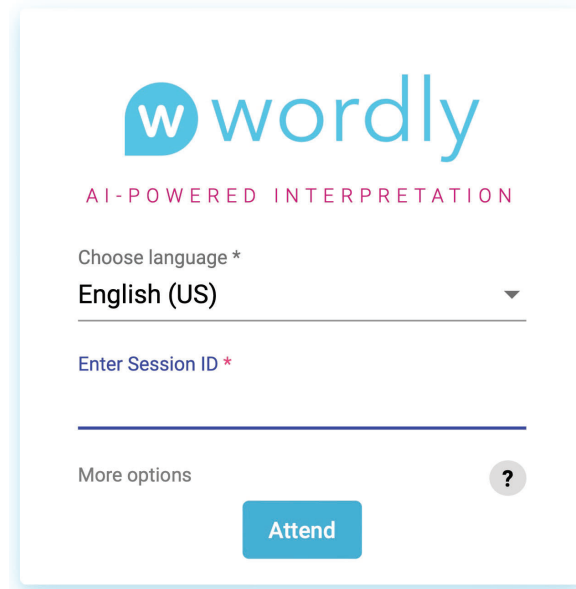 w wordly
AI-POWERED INTERPRETATION
Choose language *
English (US)
Enter Session ID *
More options
?
Attend